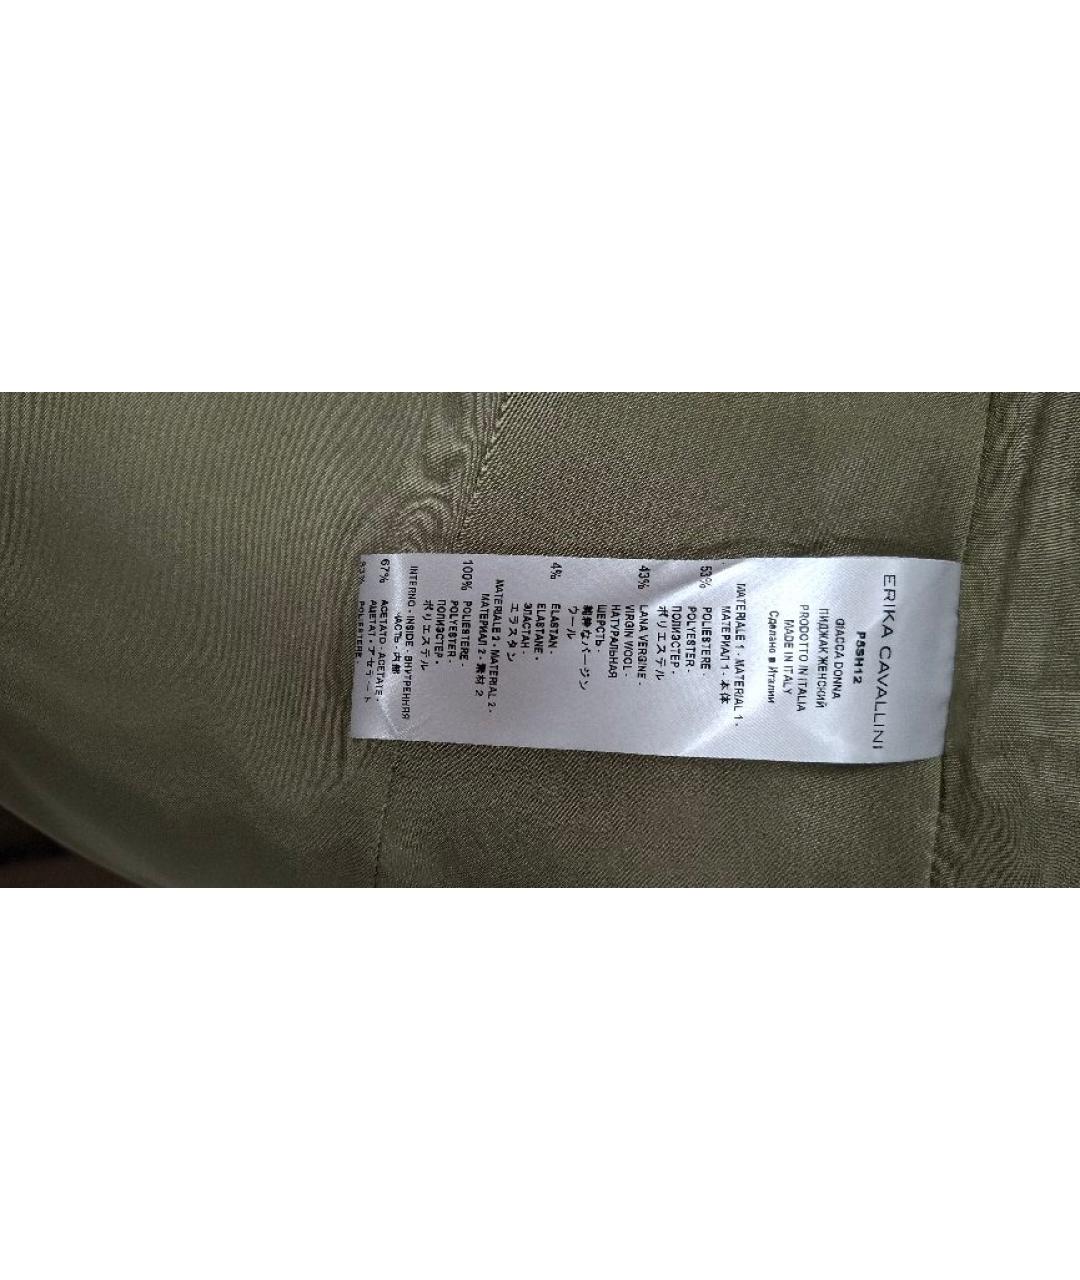 ERIKA CAVALLINI
P5SH12
GIACCA DONNA
ПИДЖАК ЖЕНСКИЙ
PRODOTTO IN ITALIA
MADE IN ITALY
Сделано в Италии
MATERIALE 1 - MATERIAL 1 -
МАТЕРИАЛ 1 - 本体
53% POLIESTERE -
POLYESTER -
ПОЛИЭСТЕР -
ポリエステル
43% LANA VERGINE -
VIRGIN WOOL -
НАТУРАЛЬНАЯ
ШЕРСТЬ -
純粋なバージン
ウール
4% ELASTAN -
ELASTANE -
ЭЛАСТАН -
エラスタン
MATERIALE 2 - MATERIAL 2 -
МАТЕРИАЛ 2 - 素材 2
100% POLIESTERE -
POLYESTER -
ПОЛИЭСТЕР -
ポリエステル
INTERNO - INSIDE - ВНУТРЕННЯЯ
ЧАСТЬ - 内部
67% ACETATO - ACETATE -
АЦЕТАТ - アセテート
33% POLIESTERE -